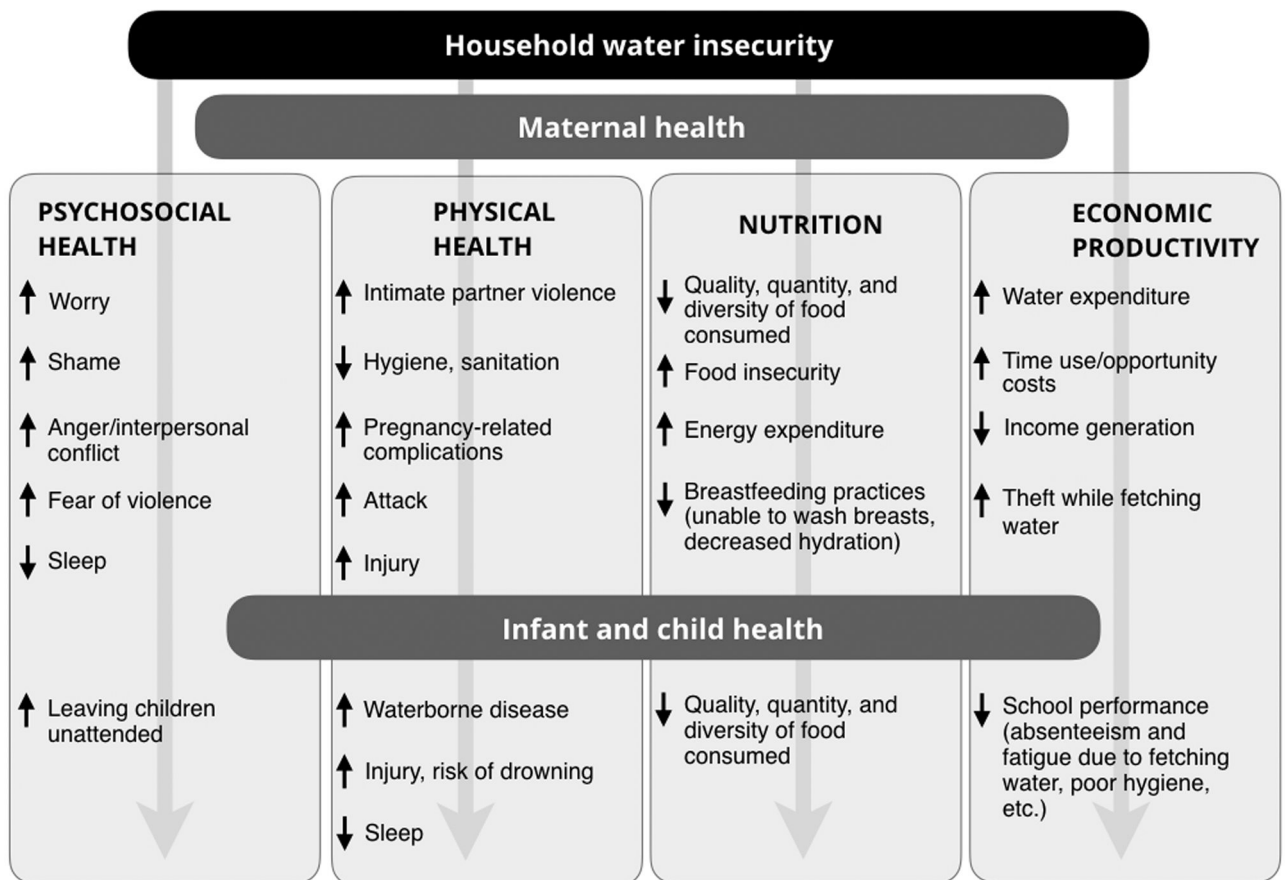 Household water insecurity
Maternal health
PSYCHOSOCIAL
HEALTH
Worry
Shame
Anger/interpersonal
conflict
Fear of violence
Sleep
PHYSICAL
HEALTH
Intimate partner violence
Hygiene, sanitation
Pregnancy-related
complications
Attack
Injury
NUTRITION
Quality, quantity, and
diversity of food
consumed
Food insecurity
Energy expenditure
Breastfeeding practices
(unable to wash breasts,
decreased hydration)
ECONOMIC
PRODUCTIVITY
Water expenditure
Time use/opportunity
costs
Income generation
Theft while fetching
water
Infant and child health
Leaving children
unattended
Waterborne disease
Injury, risk of drowning
Sleep
Quality, quantity, and
diversity of food
consumed
School performance
(absenteeism and
fatigue due to fetching
water, poor hygiene,
etc.)